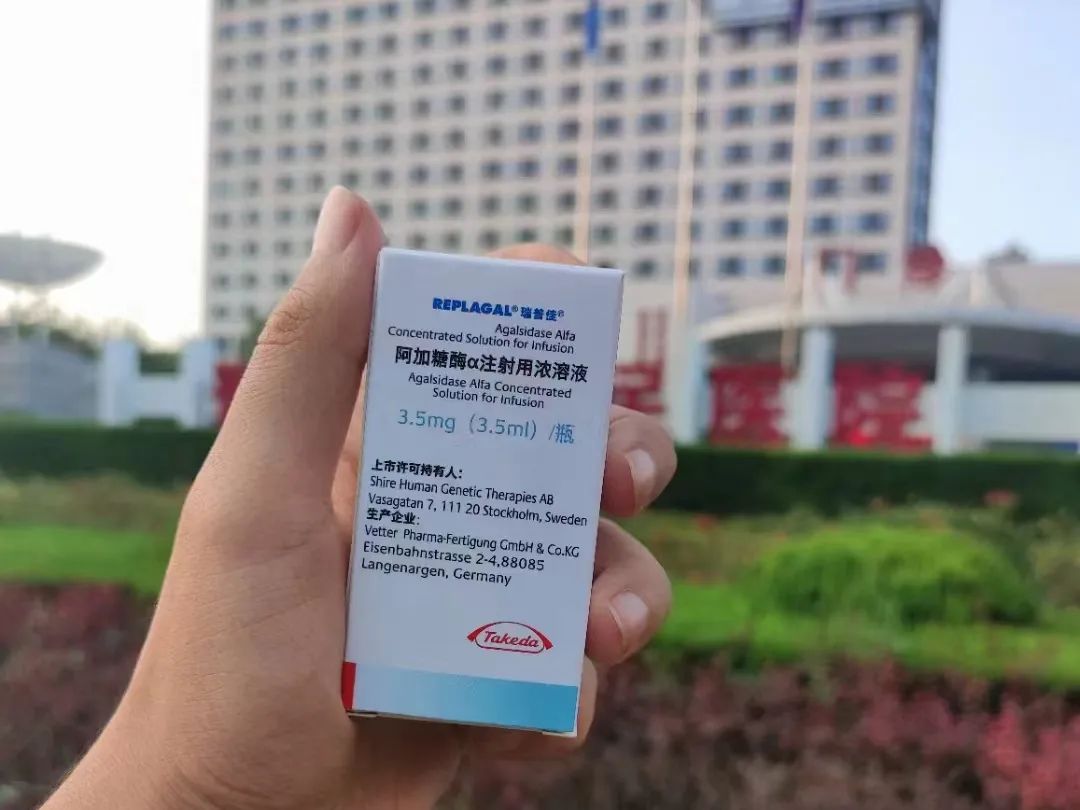 REPLAGAL® 瑞普佳®
Agalsidase Alfa
Concentrated Solution for Infusion
阿加糖酶α注射用浓溶液
Agalsidase Alfa Concentrated
Solution for Infusion
3.5mg（3.5ml）/瓶
上市许可持有人：
Shire Human Genetic Therapies AB
Vasagatan 7, 111 20 Stockholm, Sweden
生产企业：
Vetter Pharma-Fertigung GmbH & Co.KG
Eisenbahnstrasse 2-4,88085
Langenargen, Germany
Takeda